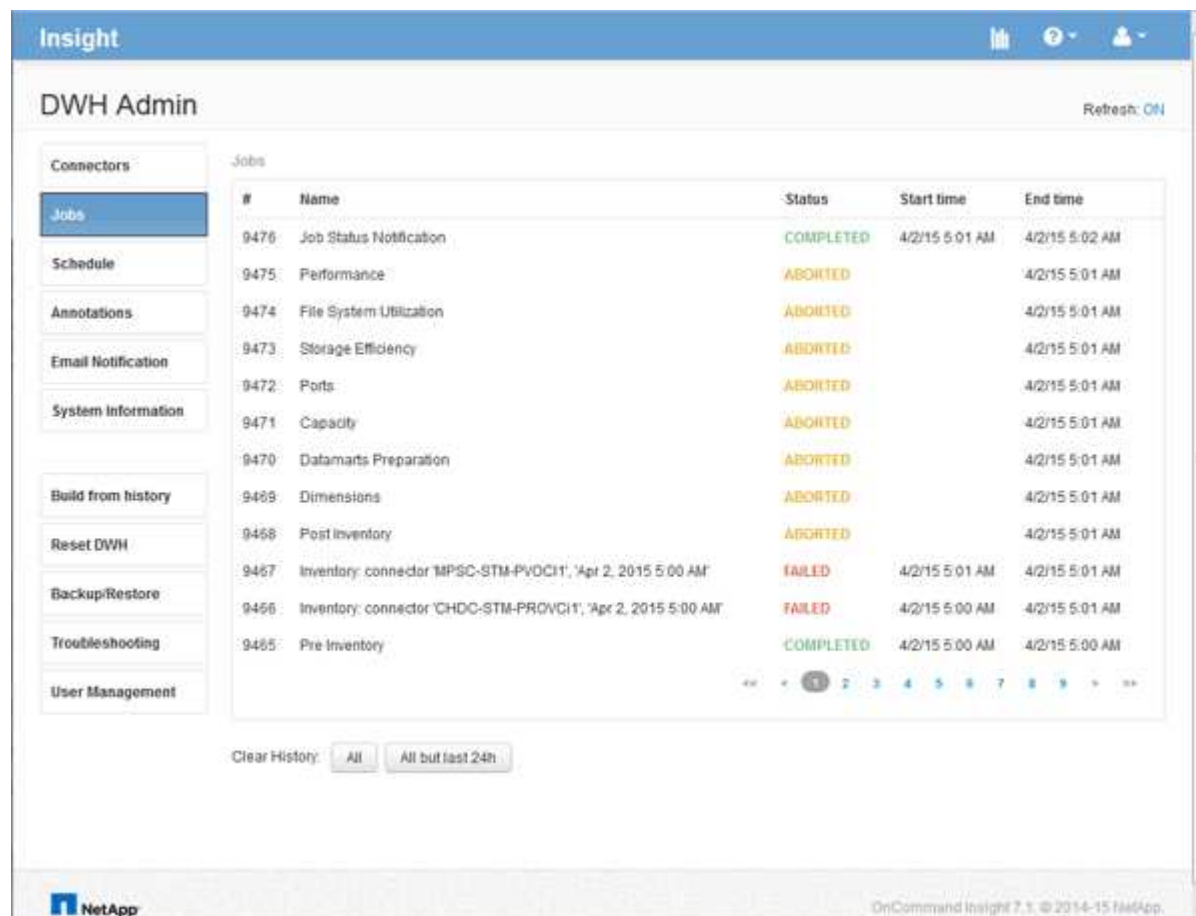 Insight
DWH Admin
Refresh: ON
Connectors
Jobs
Schedule
Annotations
Email Notification
System Information
Build from history
Reset DWH
Backup/Restore
Troubleshooting
User Management
Jobs
# Name Status Start time End time
9476 Job Status Notification COMPLETED 4/2/15 5:01 AM 4/2/15 5:02 AM
9475 Performance ABORTED 4/2/15 5:01 AM
9474 File System Utilization ABORTED 4/2/15 5:01 AM
9473 Storage Efficiency ABORTED 4/2/15 5:01 AM
9472 Ports ABORTED 4/2/15 5:01 AM
9471 Capacity ABORTED 4/2/15 5:01 AM
9470 Datamarts Preparation ABORTED 4/2/15 5:01 AM
9469 Dimensions ABORTED 4/2/15 5:01 AM
9468 Post Inventory ABORTED 4/2/15 5:01 AM
9467 Inventory: connector 'MPSC-STM-PVOCI1', 'Apr 2, 2015 5:00 AM' FAILED 4/2/15 5:01 AM 4/2/15 5:01 AM
9466 Inventory: connector 'CHDC-STM-PROVCI1', 'Apr 2, 2015 5:00 AM' FAILED 4/2/15 5:00 AM 4/2/15 5:01 AM
9465 Pre Inventory COMPLETED 4/2/15 5:00 AM 4/2/15 5:00 AM
<< < 1 2 3 4 5 6 7 8 9 > >>
Clear History: All All but last 24h
NetApp
OnCommand Insight 7.1. © 2014-15 NetApp.